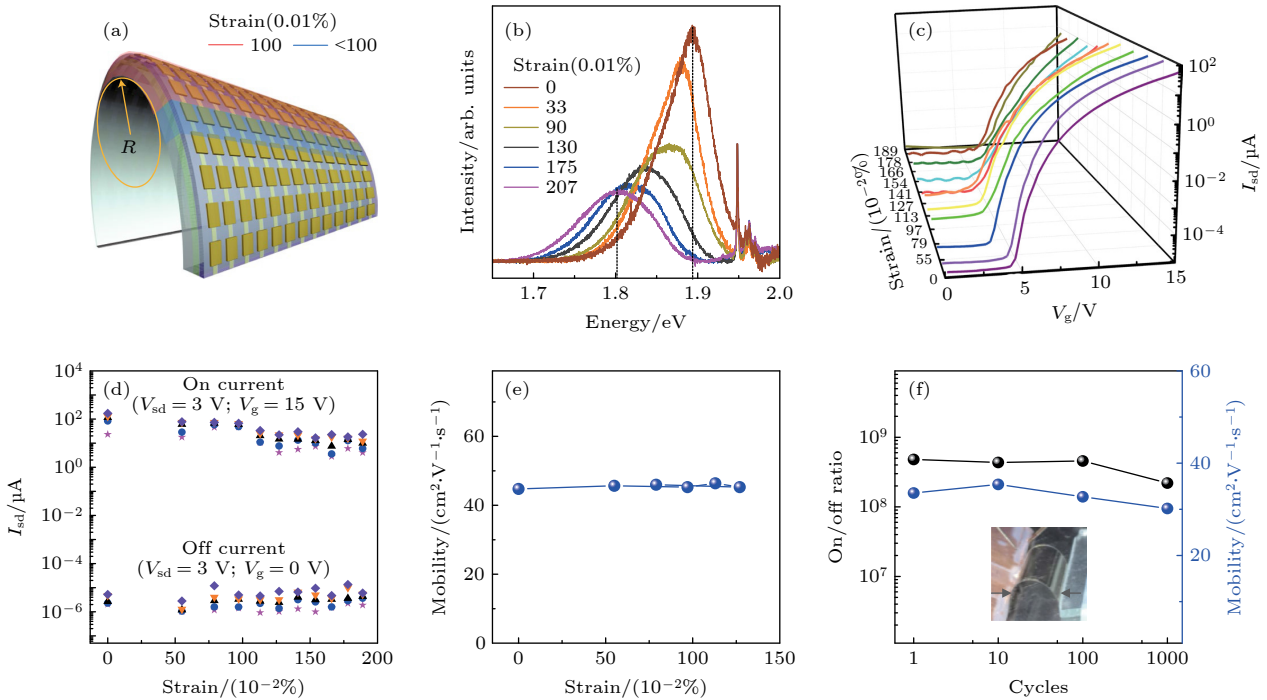 (a)
Strain(0.01%)
100 <100
R
(b)
Strain(0.01%)
0
33
90
130
175
207
Intensity/arb. units
1.7 1.8 1.9 2.0
Energy/eV
(c)
10² 
10⁰
10⁻²
10⁻⁴
I_sd/μA
189
178
166
154
141
127
113
97
79
55
0
Strain/(10⁻²%)
0 5 10 15
V_g/V
(d)
On current
(V_sd = 3 V; V_g = 15 V)
Off current
(V_sd = 3 V; V_g = 0 V)
10⁴
10²
10⁰
10⁻²
10⁻⁴
10⁻⁶
I_sd/μA
0 50 100 150 200
Strain/(10⁻²%)
(e)
80
60
40
20
0
Mobility/(cm²·V⁻¹·s⁻¹)
0 50 100 150
Strain/(10⁻²%)
(f)
10⁹
10⁸
10⁷
On/off ratio
60
40
20
0
Mobility/(cm²·V⁻¹·s⁻¹)
1 10 100 1000
Cycles